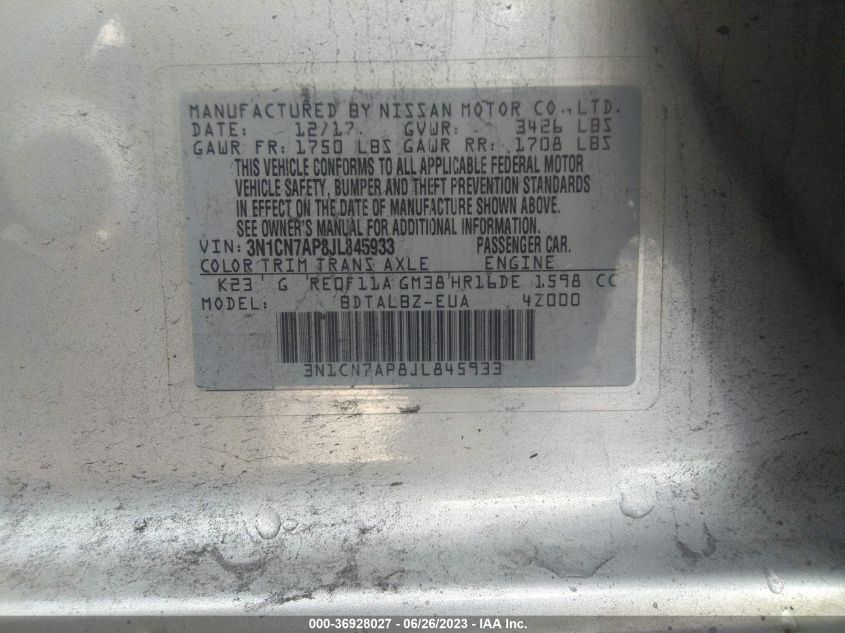 MANUFACTURED BY NISSAN MOTOR CO.,LTD.
DATE: 12/17. GVWR: 3426 LBS
GAWR FR: 1750 LBS GAWR RR: 1708 LBS
THIS VEHICLE CONFORMS TO ALL APPLICABLE FEDERAL MOTOR
VEHICLE SAFETY, BUMPER AND THEFT PREVENTION STANDARDS
IN EFFECT ON THE DATE OF MANUFACTURE SHOWN ABOVE.
SEE OWNER'S MANUAL FOR ADDITIONAL INFORMATION.
VIN: 3N1CN7AP8JL845933 PASSENGER CAR.
COLOR TRIM TRANS AXLE ENGINE
K23 G RE0F11A GM38 HR16DE 1598 CC
MODEL: BDTALBZ-EUA 4Z000
3N1CN7AP8JL845933
000-36928027 - 06/26/2023 - IAA Inc.